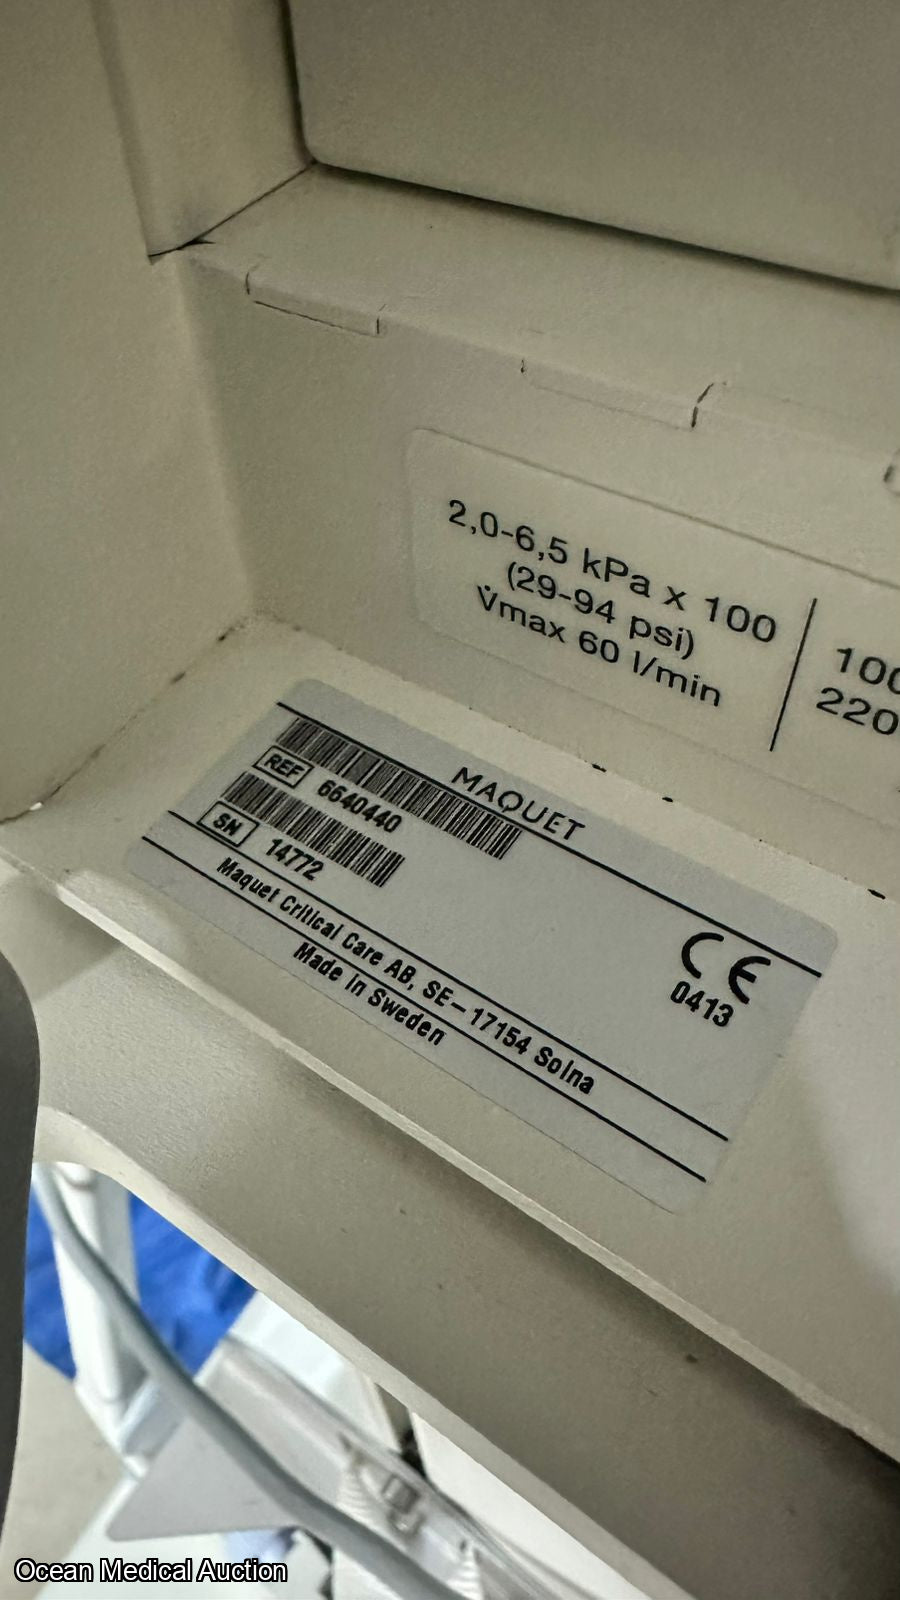 2,0-6,5 kPa x 100
(29-94 psi)
V̇max 60 l/min
100
220
MAQUET
REF 6640440
SN 14772
CE
0413
Maquet Critical Care AB, SE-17154 Solna
Made in Sweden
Ocean Medical Auction